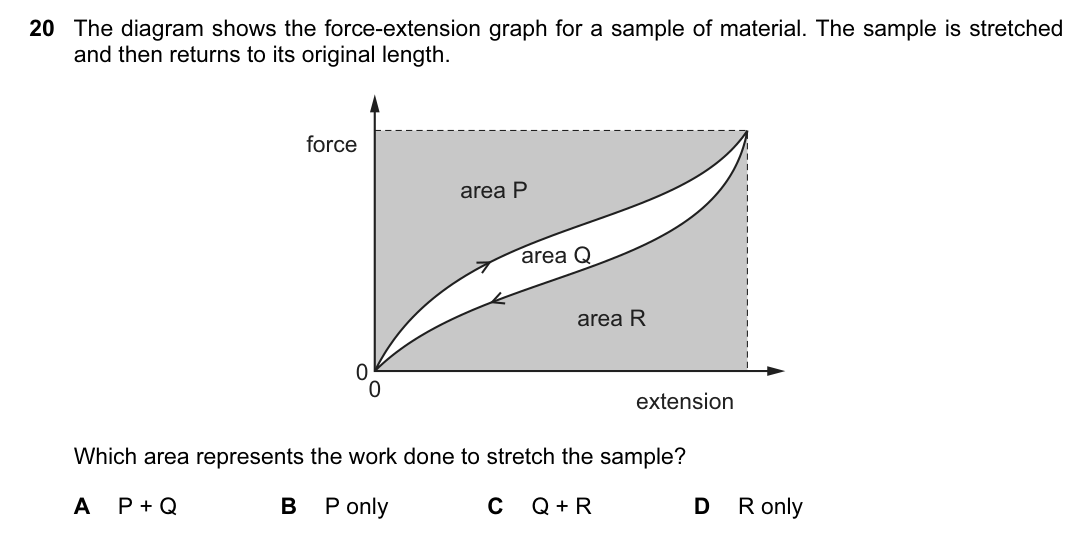 20 The diagram shows the force-extension graph for a sample of material. The sample is stretched
and then returns to its original length.
force
area P
area Q
area R
0
0
extension
Which area represents the work done to stretch the sample?
A P + Q B P only C Q + R D R only